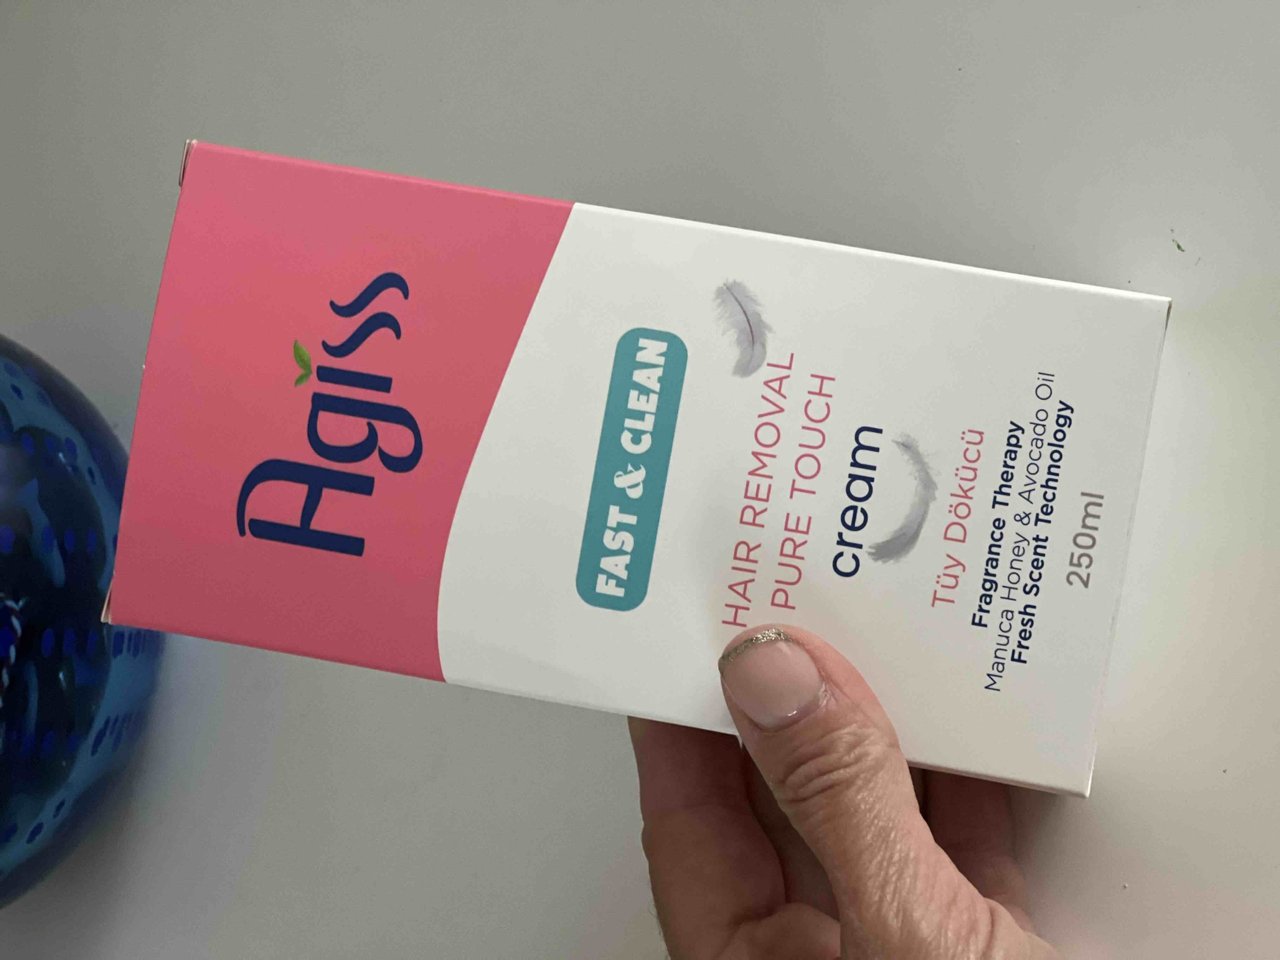 Agiss
FAST & CLEAN
HAIR REMOVAL
PURE TOUCH
cream
Tüy Dökücü
Fragrance Therapy
Manuca Honey & Avocado Oil
Fresh Scent Technology
250ml